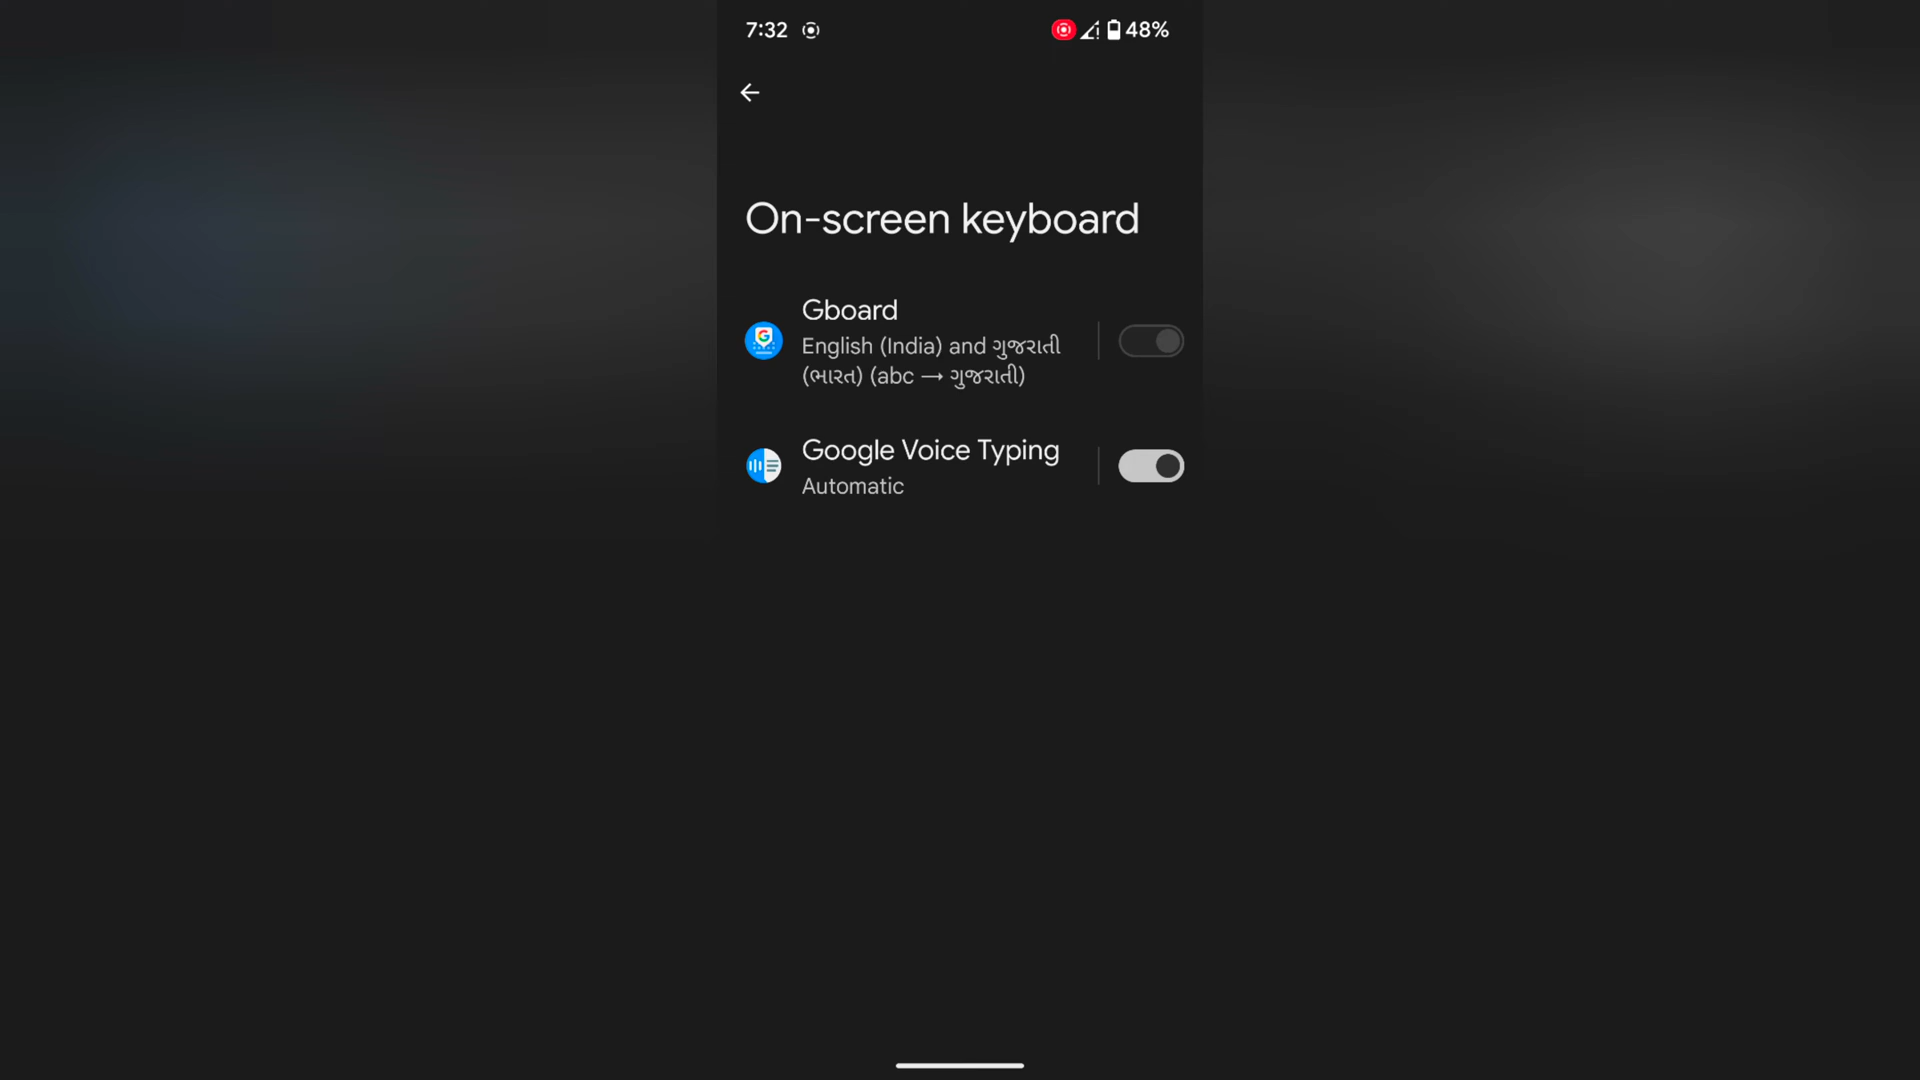 7:32
48%
On-screen keyboard
Gboard
English (India) and ગુજરાતી
(ભારત) (abc → ગુજરાતી)
Google Voice Typing
Automatic